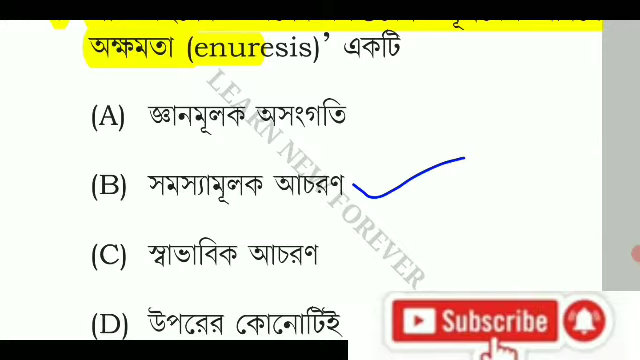 অক্ষমতা (enuresis)’ একটি
(A) জ্ঞানমূলক অসংগতি
(B) সমস্যামূলক আচরণ
(C) স্বাভাবিক আচরণ
(D) উপরের কোনোটিই
LEARN NEW FOREVER
Subscribe